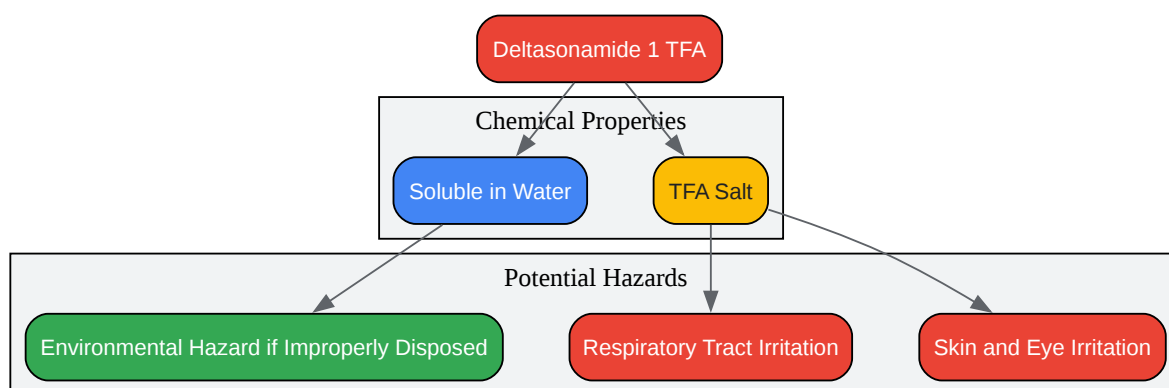 Deltasonamide 1 TFA
Chemical Properties
Soluble in Water
TFA Salt
Potential Hazards
Environmental Hazard if Improperly Disposed
Respiratory Tract Irritation
Skin and Eye Irritation